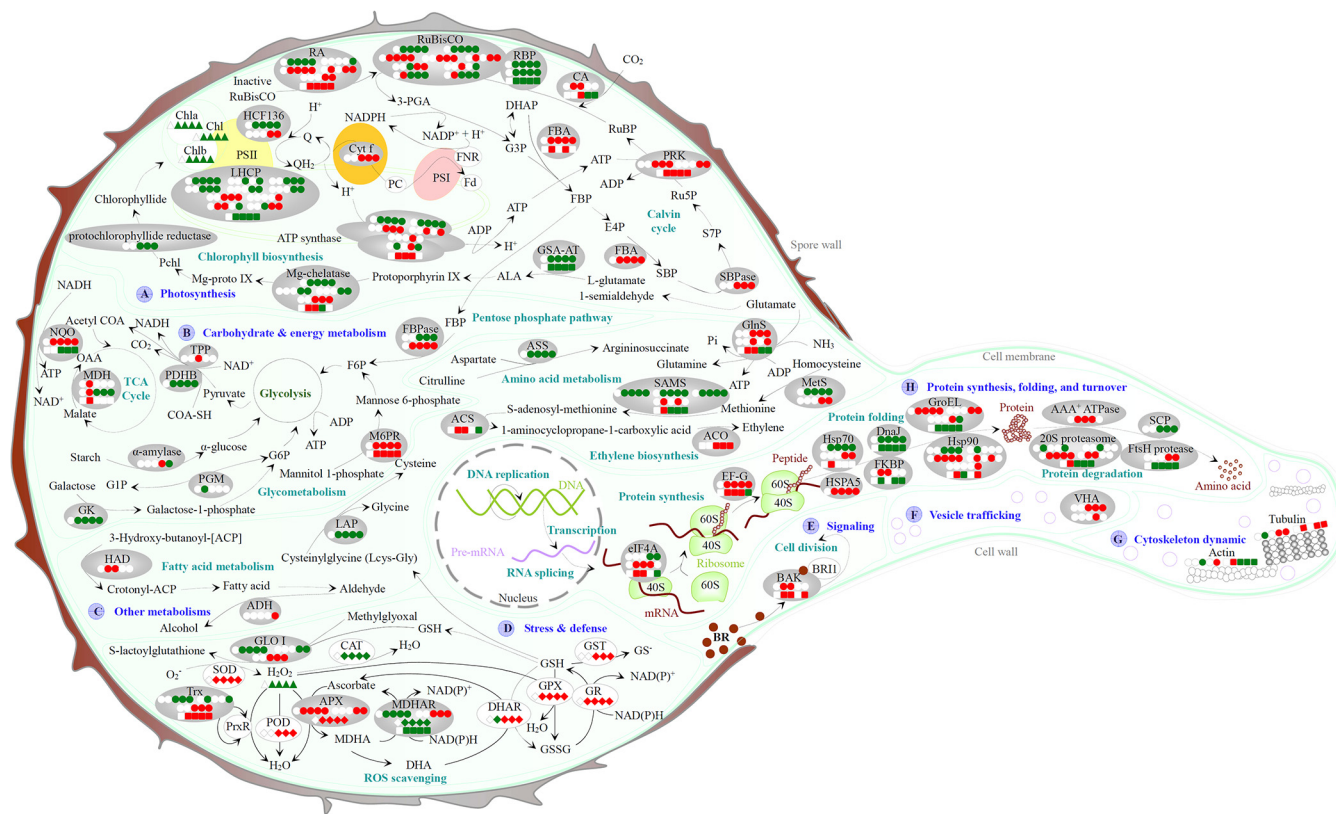 RA
RuBisCO
RBP
CA
CO₂
Inactive
RuBisCO
Chla
Chl
Chlb
HCF136
H⁺
NADPH
3-PGA
DHAP
NADP⁺ + H⁺
G3P
FBA
RuBP
PSII
Q
QH₂
Cyt f
PC
FNR
PSI
Fd
ATP
ADP
PRK
LHCP
Chlorophyllide
H⁺
FBP
Ru5P
ATP
E4P
Calvin
cycle
S7P
Spore wall
protochlorophyllide reductase
ATP synthase
ADP
H⁺
Chlorophyll biosynthesis
GSA-AT
FBA
SBP
SBPase
Pchl
Mg-proto IX
Mg-chelatase
Protoporphyrin IX
ALA
L-glutamate
1-semialdehyde
Glutamate
A Photosynthesis
NADH
Acetyl COA
NADH
B Carbohydrate & energy metabolism
FBPase
FBP
Pentose phosphate pathway
GlnS
NQO
CO₂
TPP
NAD⁺
OAA
ATP
MDH
TCA
Cycle
PDHB
NAD⁺
Malate
COA-SH
Pyruvate
Glycolysis
F6P
Aspartate
ASS
Argininosuccinate
Pi
NH₃
Citrulline
Amino acid metabolism
Glutamine
ATP
ADP
Homocysteine
SAMS
MetS
Cell membrane
Mannose 6-phosphate
ADP
ATP
ACS
S-adenosyl-methionine
Methionine
1-aminocyclopropane-1-carboxylic acid
ACO
Ethylene
Ethylene biosynthesis
H Protein synthesis, folding, and turnover
Protein folding
GroEL
Protein
AAA⁺ ATPase
SCP
α-amylase
α-glucose
Starch
G6P
M6PR
Cysteine
Mannitol 1-phosphate
G1P
PGM
Glycometabolism
Galactose
GK
Galactose-1-phosphate
Glycine
LAP
Cysteinylglycine (Lcys-Gly)
DNA replication
DNA
Transcription
Pre-mRNA
RNA splicing
Nucleus
Protein synthesis
EF-G
Peptide
60S
40S
60S
40S
Hsp70
DnaJ
HSPA5
FKBP
Hsp90
20S proteasome
FtsH protease
Protein degradation
Amino acid
VHA
F Vesicle trafficking
E Signaling
Cell division
Cell wall
G Cytoskeleton dynamic
Tubulin
Actin
eIF4A
Ribosome
40S
60S
mRNA
BAK
BRI1
BR
3-Hydroxy-butanoyl-[ACP]
HAD
Fatty acid metabolism
Crotonyl-ACP
Fatty acid
Aldehyde
C Other metabolisms
ADH
Alcohol
Methylglyoxal
GSH
D Stress & defense
S-lactoylglutathione
GLO I
CAT
H₂O
GST
GS⁻
GSH
O₂⁻
SOD
H₂O₂
NAD(P)⁺
Trx
Ascorbate
NAD(P)⁺
GPX
GR
APX
MDHAR
DHAR
PrxR
POD
H₂O
NAD(P)H
MDHA
NAD(P)H
GSSG
H₂O
DHA
ROS scavenging